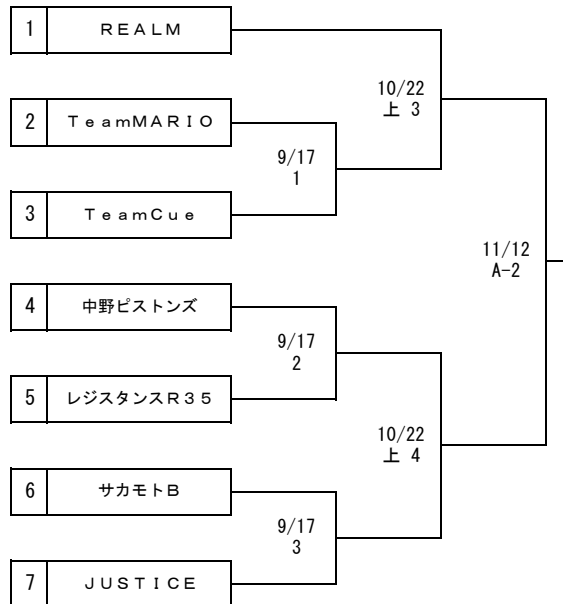 1 ＲＥＡＬＭ
10/22
上 3
2 ＴｅａｍＭＡＲＩＯ
9/17
1
3 ＴｅａｍＣｕｅ
11/12
A-2
4 中野ピストンズ
9/17
2
5 レジスタンスＲ３５
10/22
上 4
6 サカモトＢ
9/17
3
7 ＪＵＳＴＩＣＥ